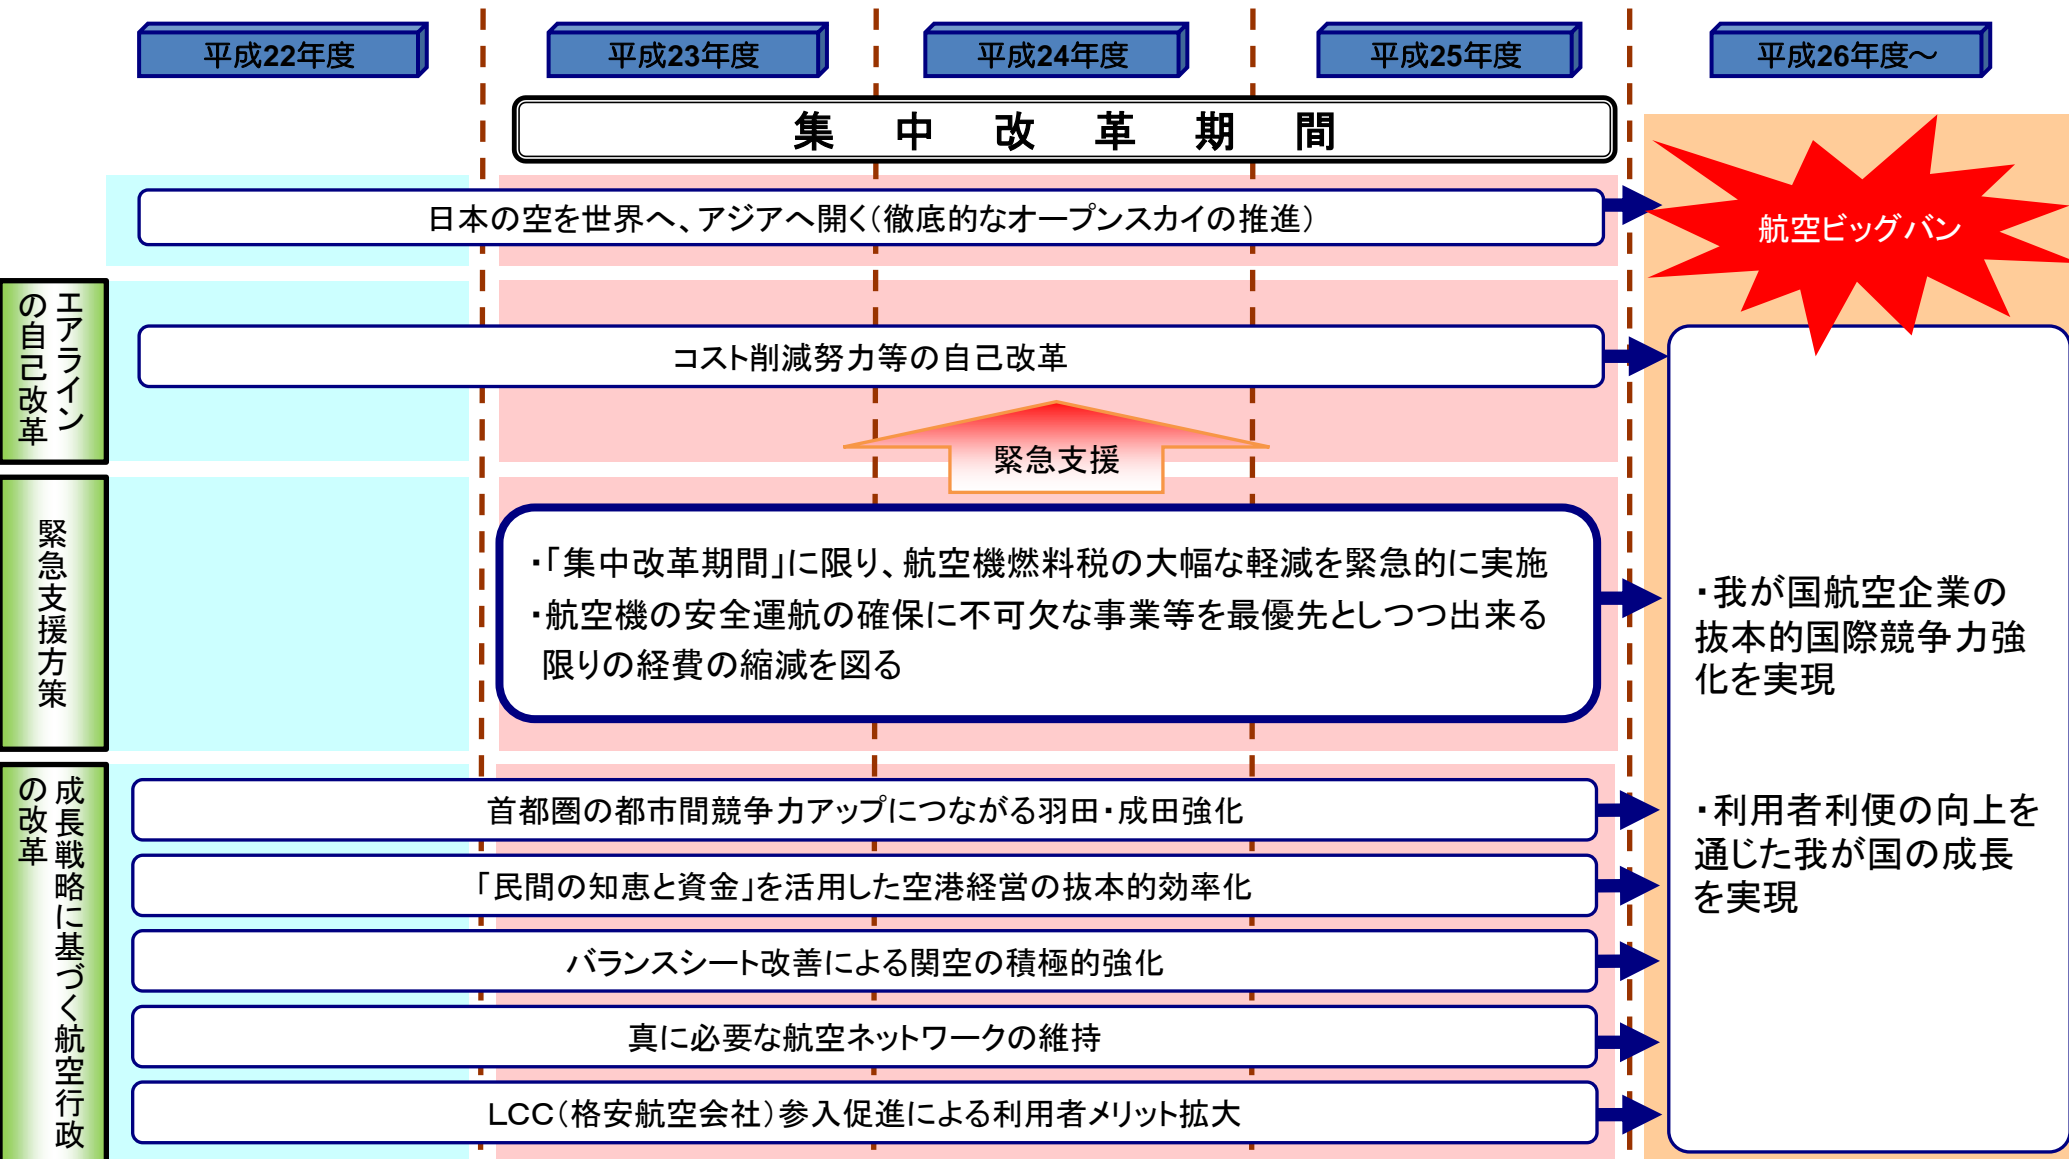 平成22年度
平成23年度
平成24年度
平成25年度
平成26年度～
集中改革期間
日本の空を世界へ、アジアへ開く（徹底的なオープンスカイの推進）
航空ビッグバン
エアライン
の自己改革
コスト削減努力等の自己改革
緊急支援
緊急支援方策
・「集中改革期間」に限り、航空機燃料税の大幅な軽減を緊急的に実施
・航空機の安全運航の確保に不可欠な事業等を最優先としつつ出来る
限りの経費の縮減を図る
・我が国航空企業の
抜本的国際競争力強
化を実現
・利用者利便の向上を
通じた我が国の成長
を実現
成長戦略に基づく航空行政
の改革
首都圏の都市間競争力アップにつながる羽田・成田強化
「民間の知恵と資金」を活用した空港経営の抜本的効率化
バランスシート改善による関空の積極的強化
真に必要な航空ネットワークの維持
LCC（格安航空会社）参入促進による利用者メリット拡大